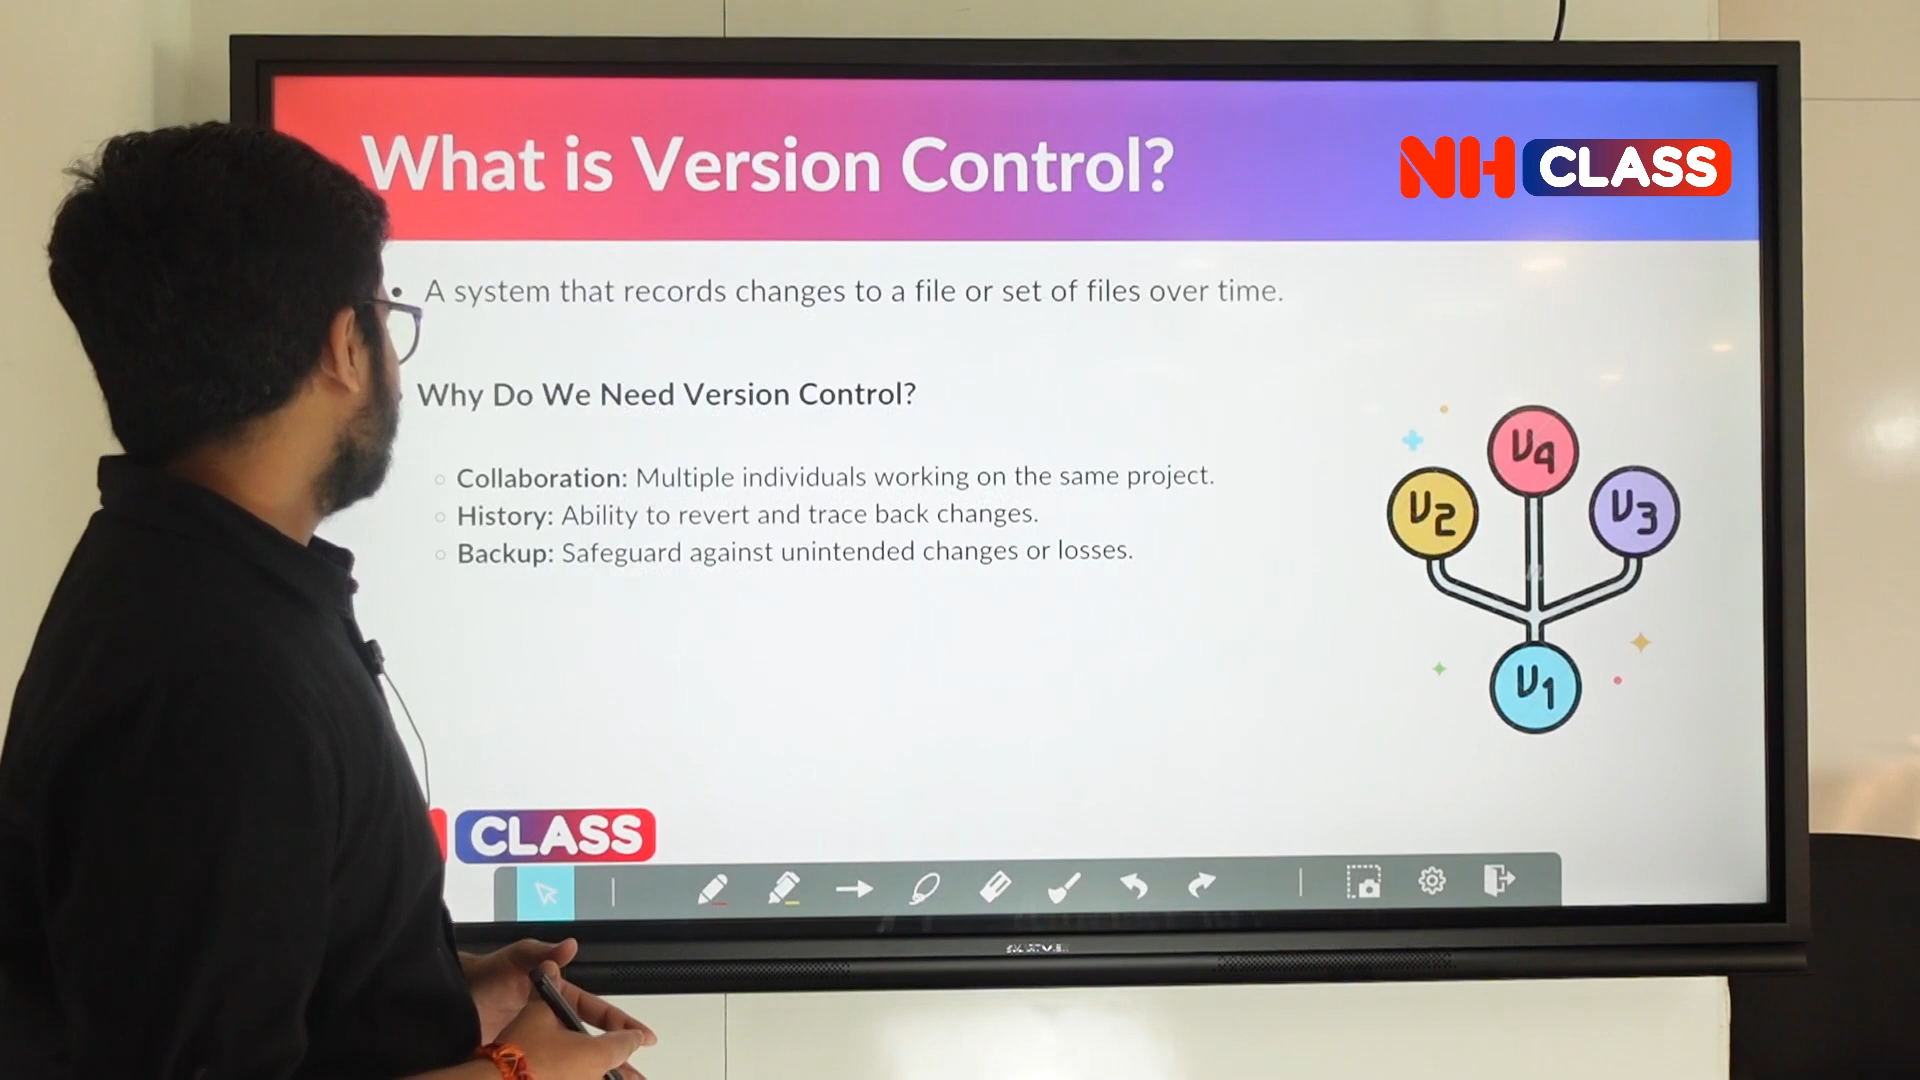 What is Version Control?
NH CLASS
A system that records changes to a file or set of files over time.
Why Do We Need Version Control?
Collaboration: Multiple individuals working on the same project.
History: Ability to revert and trace back changes.
Backup: Safeguard against unintended changes or losses.
V4
V2
V3
V1
CLASS